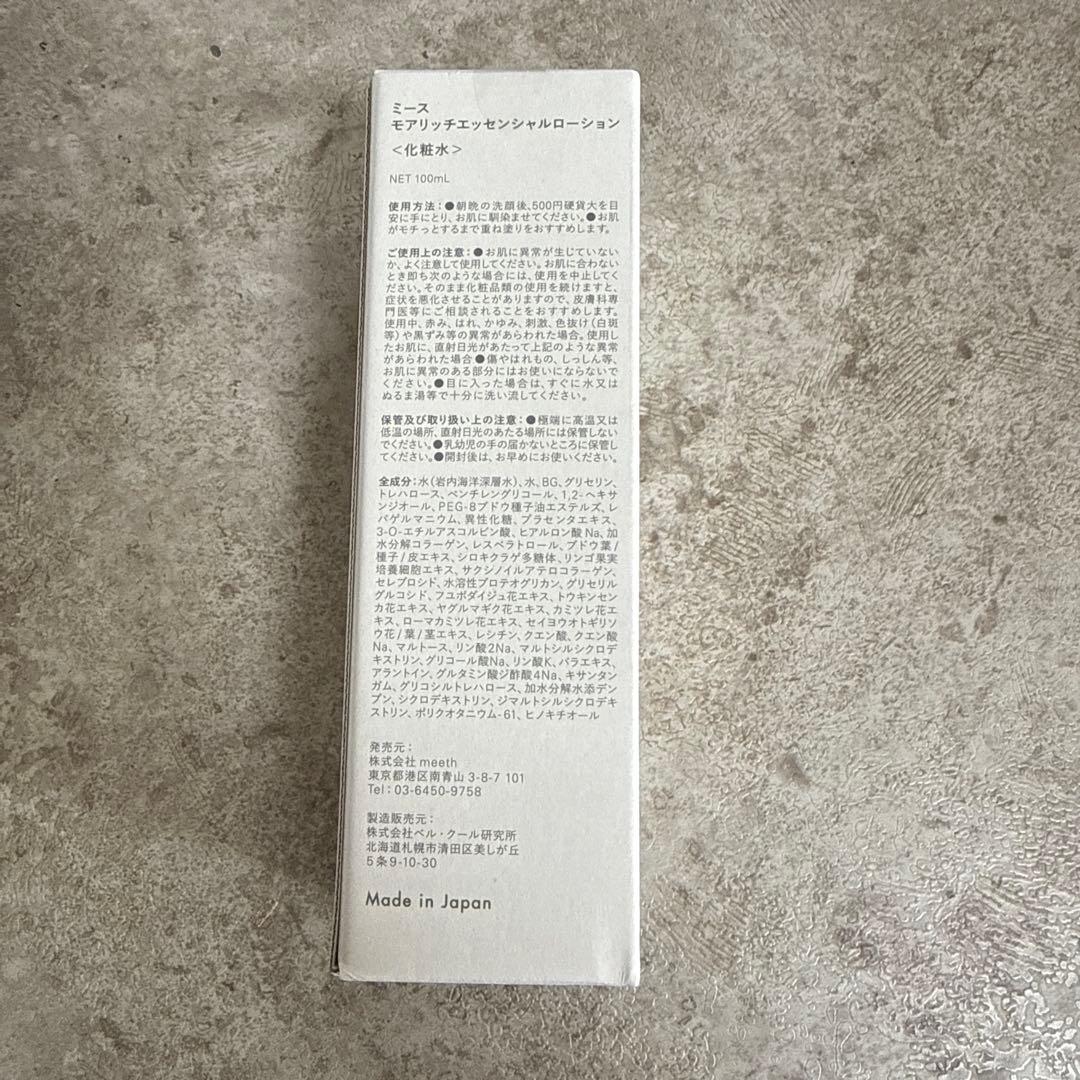 ミース
モアリッチエッセンシャルローション
＜化粧水＞
NET 100mL
使用方法：●朝晩の洗顔後、500円硬貨大を目
安に手にとり、お肌に馴染ませてください。●お肌
がモチっとするまで重ね塗りをおすすめします。
ご使用上の注意：●お肌に異常が生じていない
か、よく注意して使用してください。お肌に合わない
とき即ち次のような場合には、使用を中止してく
ださい。そのまま化粧品類の使用を続けますと、
症状を悪化させることがありますので、皮膚科専
門医等にご相談されることをおすすめします。
使用中、赤み、はれ、かゆみ、刺激、色抜け（白斑
等）や黒ずみ等の異常があらわれた場合。使用し
たお肌に、直射日光があたって上記のような異常
があらわれた場合●傷やはれもの、しっしん等、
お肌に異常のある部分にはお使いにならないで
ください。●目に入った場合は、すぐに水又は
ぬるま湯等で十分に洗い流してください。
保管及び取り扱い上の注意：●極端に高温又は
低温の場所、直射日光のあたる場所には保管しない
でください。●乳幼児の手の届かないところに保管し
てください。●開封後は、お早めにお使いください。
全成分：水（岩内海洋深層水）、水、BG、グリセリン、
トレハロース、ペンチレングリコール、1,2-ヘキサ
ンジオール、PEG-8ブドウ種子油エステルズ、レ
パゲルマニウム、異性化糖、プラセンタエキス、
3-O-エチルアスコルビン酸、ヒアルロン酸Na、加
水分解コラーゲン、レスベラトロール、ブドウ葉/
種子/皮エキス、シロキクラゲ多糖体、リンゴ果実
培養細胞エキス、サクシノイルアテロコラーゲン、
セレブロシド、水溶性プロテオグリカン、グリセリル
グルコシド、フユボダイジュ花エキス、トウキンセン
カ花エキス、ヤグルマギク花エキス、カミツレ花エ
キス、ローマカミツレ花エキス、セイヨウオトギリソ
ウ花/葉/茎エキス、レシチン、クエン酸、クエン酸
Na、マルトース、リン酸2Na、マルトシルシクロデ
キストリン、グリコール酸Na、リン酸K、バラエキス、
アラントイン、グルタミン酸ジ酢酸4Na、キサンタン
ガム、グリコシルトレハロース、加水分解水添デン
プン、シクロデキストリン、ジマルトシルシクロデキ
ストリン、ポリクオタニウム-61、ヒノキチオール
発売元：
株式会社 meeth
東京都港区南青山 3-8-7 101
Tel：03-6450-9758
製造販売元：
株式会社ベル・クール研究所
北海道札幌市清田区美しが丘
5条9-10-30
Made in Japan